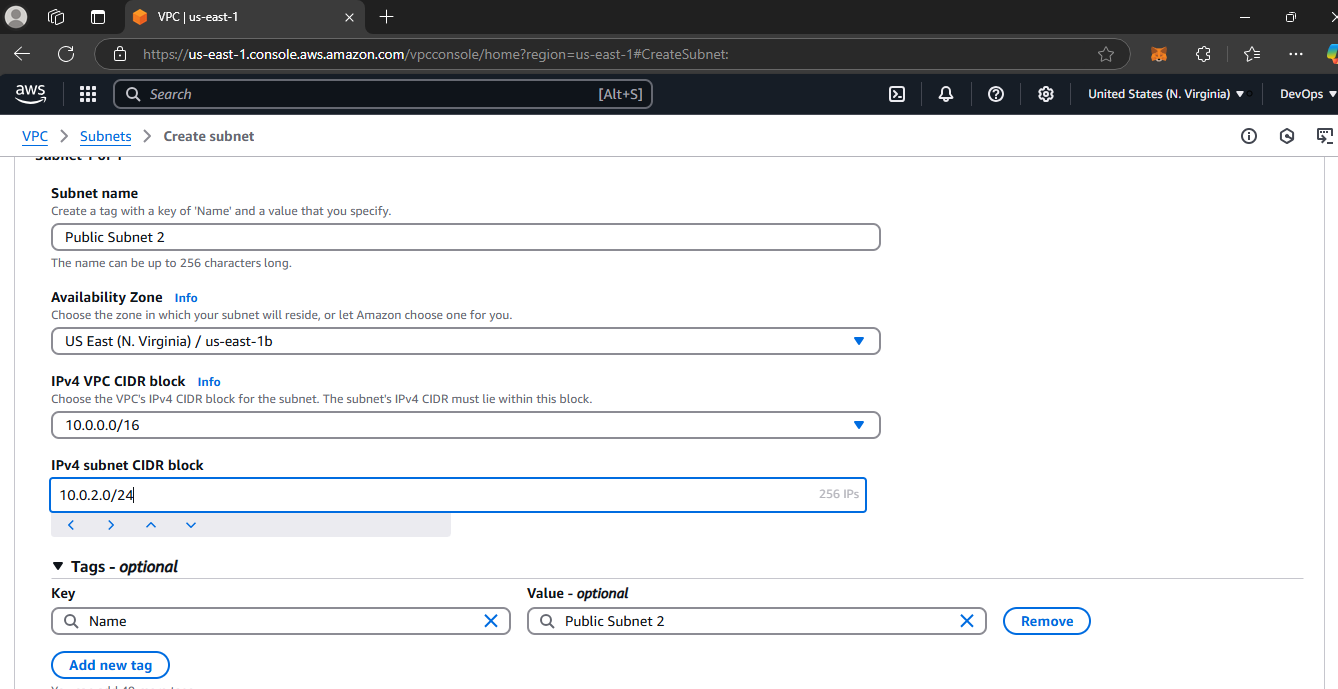 VPC | us-east-1
https://us-east-1.console.aws.amazon.com/vpcconsole/home?region=us-east-1#CreateSubnet:
aws Search [Alt+S] United States (N. Virginia) DevOps
VPC Subnets Create subnet
Subnet 1 of 1
Subnet name
Create a tag with a key of 'Name' and a value that you specify.
Public Subnet 2
The name can be up to 256 characters long.
Availability Zone Info
Choose the zone in which your subnet will reside, or let Amazon choose one for you.
US East (N. Virginia) / us-east-1b
IPv4 VPC CIDR block Info
Choose the VPC's IPv4 CIDR block for the subnet. The subnet's IPv4 CIDR must lie within this block.
10.0.0.0/16
IPv4 subnet CIDR block
10.0.2.0/24 256 IPs
Tags - optional
Key Value - optional
Name Public Subnet 2 Remove
Add new tag